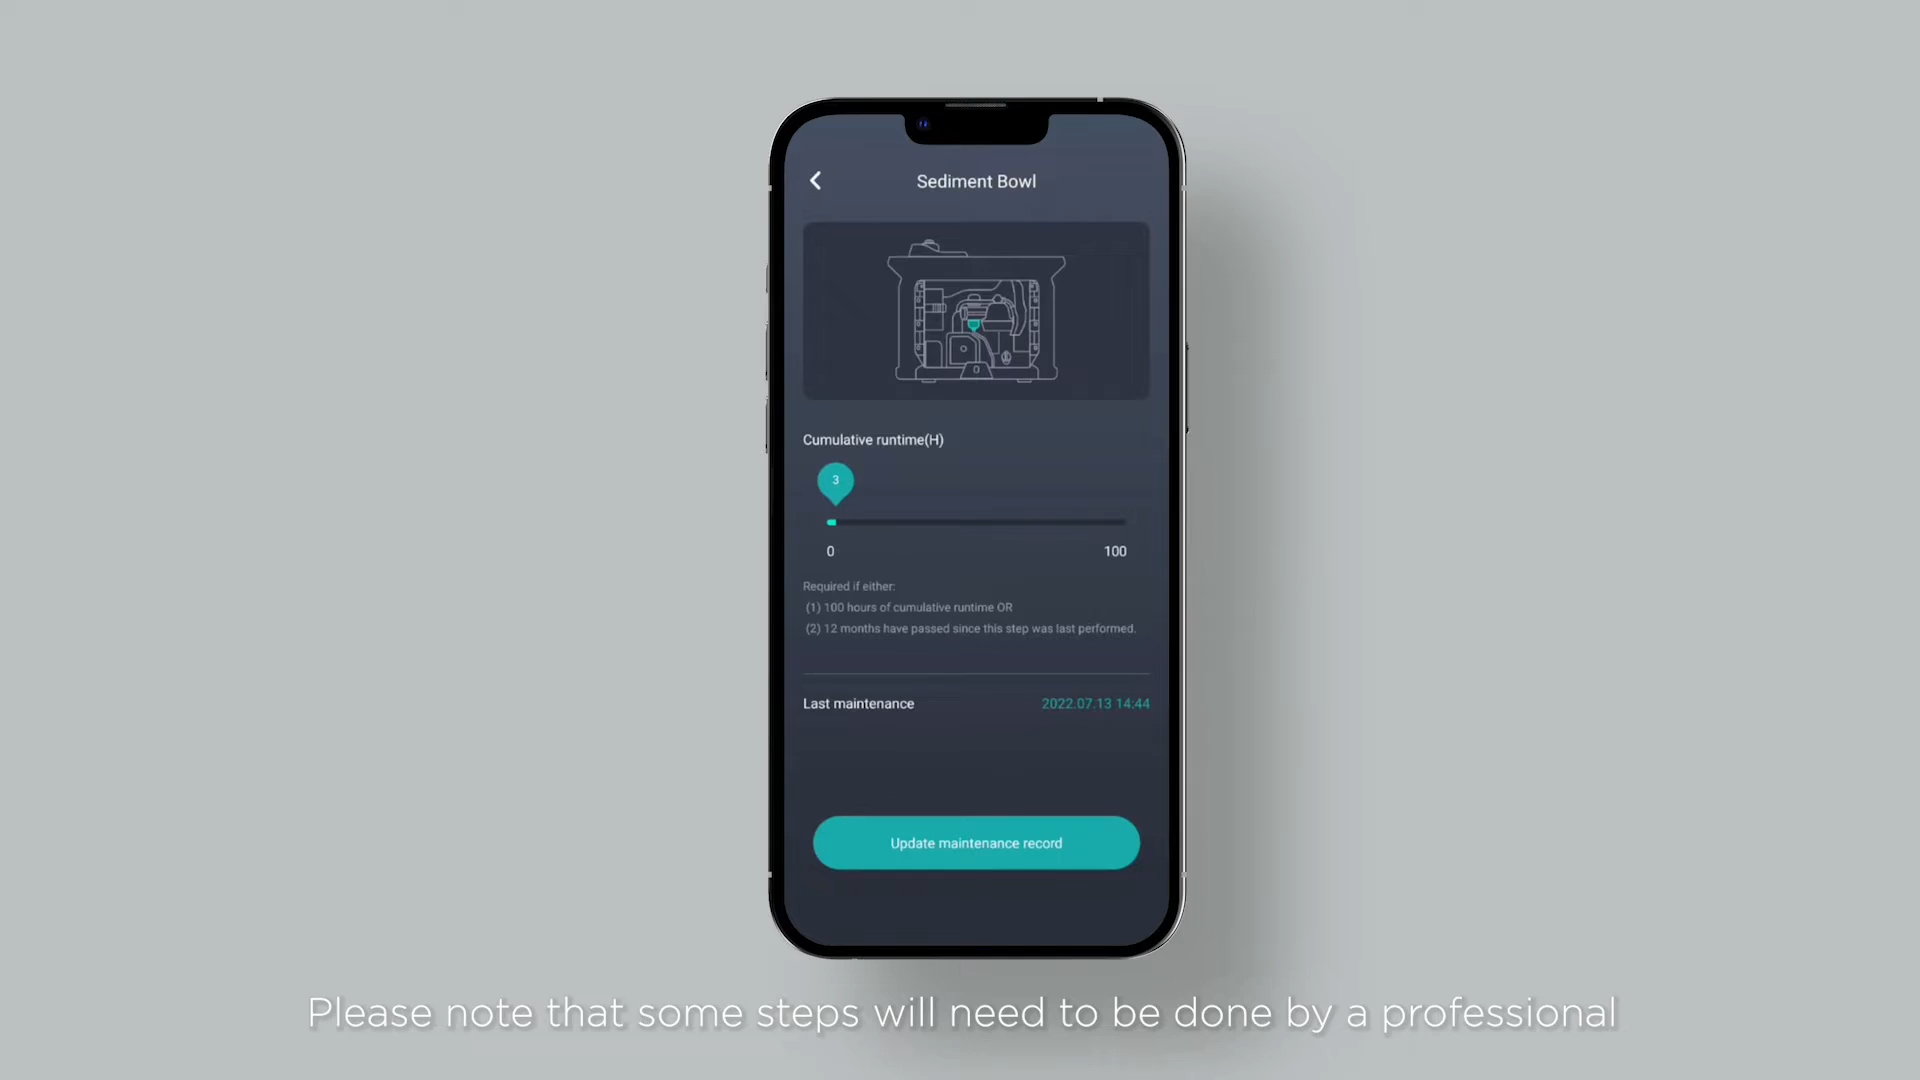 Sediment Bowl
Cumulative runtime(H)
3
0 100
Required if either:
(1) 100 hours of cumulative runtime OR
(2) 12 months have passed since this step was last performed.
Last maintenance 2022.07.13 14:44
Update maintenance record
Please note that some steps will need to be done by a professional